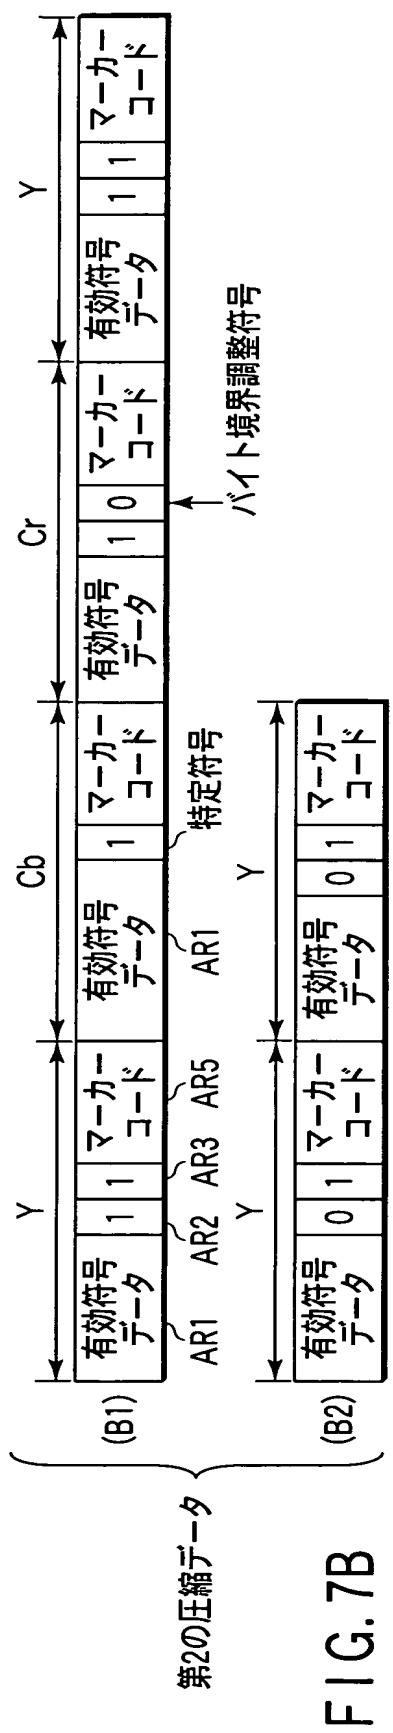 第2の圧縮データ
(B1)
Y
Cb
Cr
Y
有効符号
データ
1
1
マーカー
コード
有効符号
データ
1
マーカー
コード
有効符号
データ
1
0
マーカー
コード
有効符号
データ
1
1
マーカー
コード
AR1
AR2
AR3
AR5
AR1
特定符号
バイト境界調整符号
(B2)
Y
Y
有効符号
データ
0
1
マーカー
コード
有効符号
データ
0
1
マーカー
コード
FIG. 7B